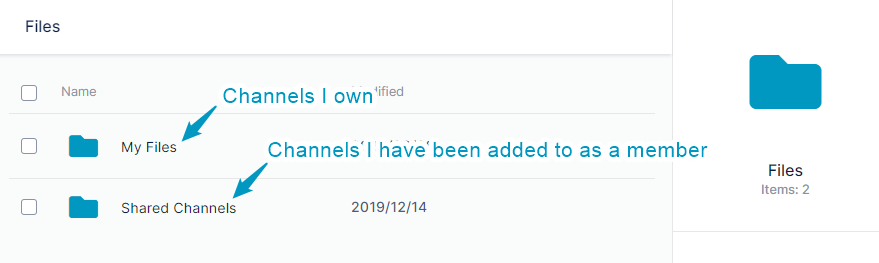 Files
Name
Channels I own
My Files
Channels I have been added to as a member
Shared Channels
2019/12/14
Files
Items: 2